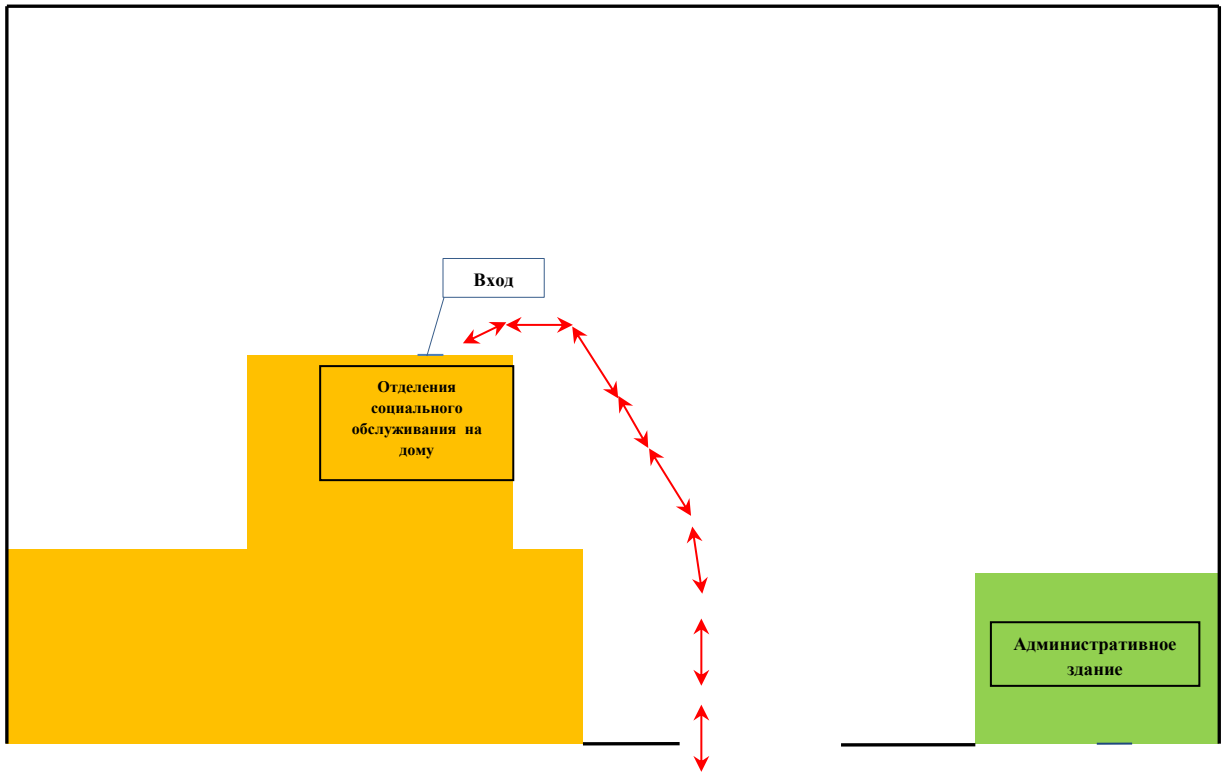 Вход
Отделения
социального
обслуживания на
дому
Административное
здание